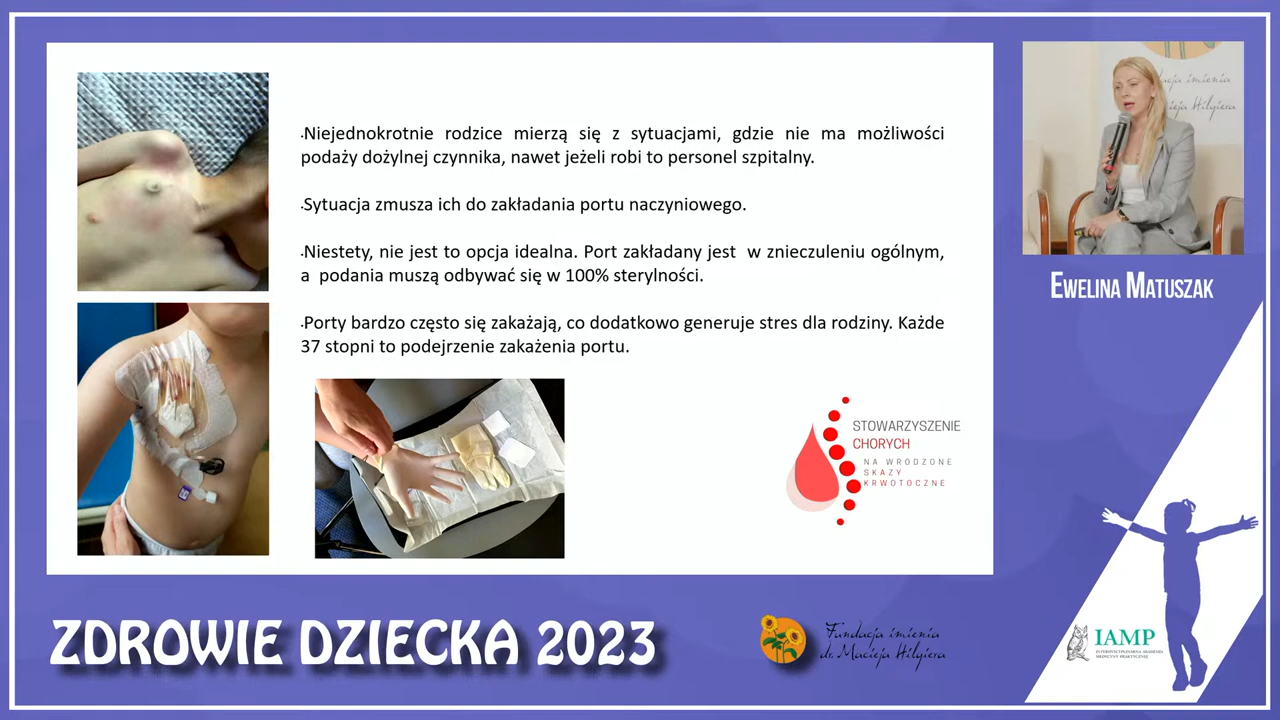 .Niejednokrotnie rodzice mierzą się z sytuacjami, gdzie nie ma możliwości
podaży dożylnej czynnika, nawet jeżeli robi to personel szpitalny.
.Sytuacja zmusza ich do zakładania portu naczyniowego.
.Niestety, nie jest to opcja idealna. Port zakładany jest w znieczuleniu ogólnym,
a podania muszą odbywać się w 100% sterylności.
.Porty bardzo często się zakażają, co dodatkowo generuje stres dla rodziny. Każde
37 stopni to podejrzenie zakażenia portu.
STOWARZYSZENIE
CHORYCH
NA WRODZONE
SKAZY
KRWOTOCZNE
EWELINA MATUSZAK
ZDROWIE DZIECKA 2023
Fundacja imienia
dr. Macieja Hilgiera
IAMP
INTERDYSCYPLINARNA AKADEMIA
MEDYCYNY PRAKTYCZNEJ